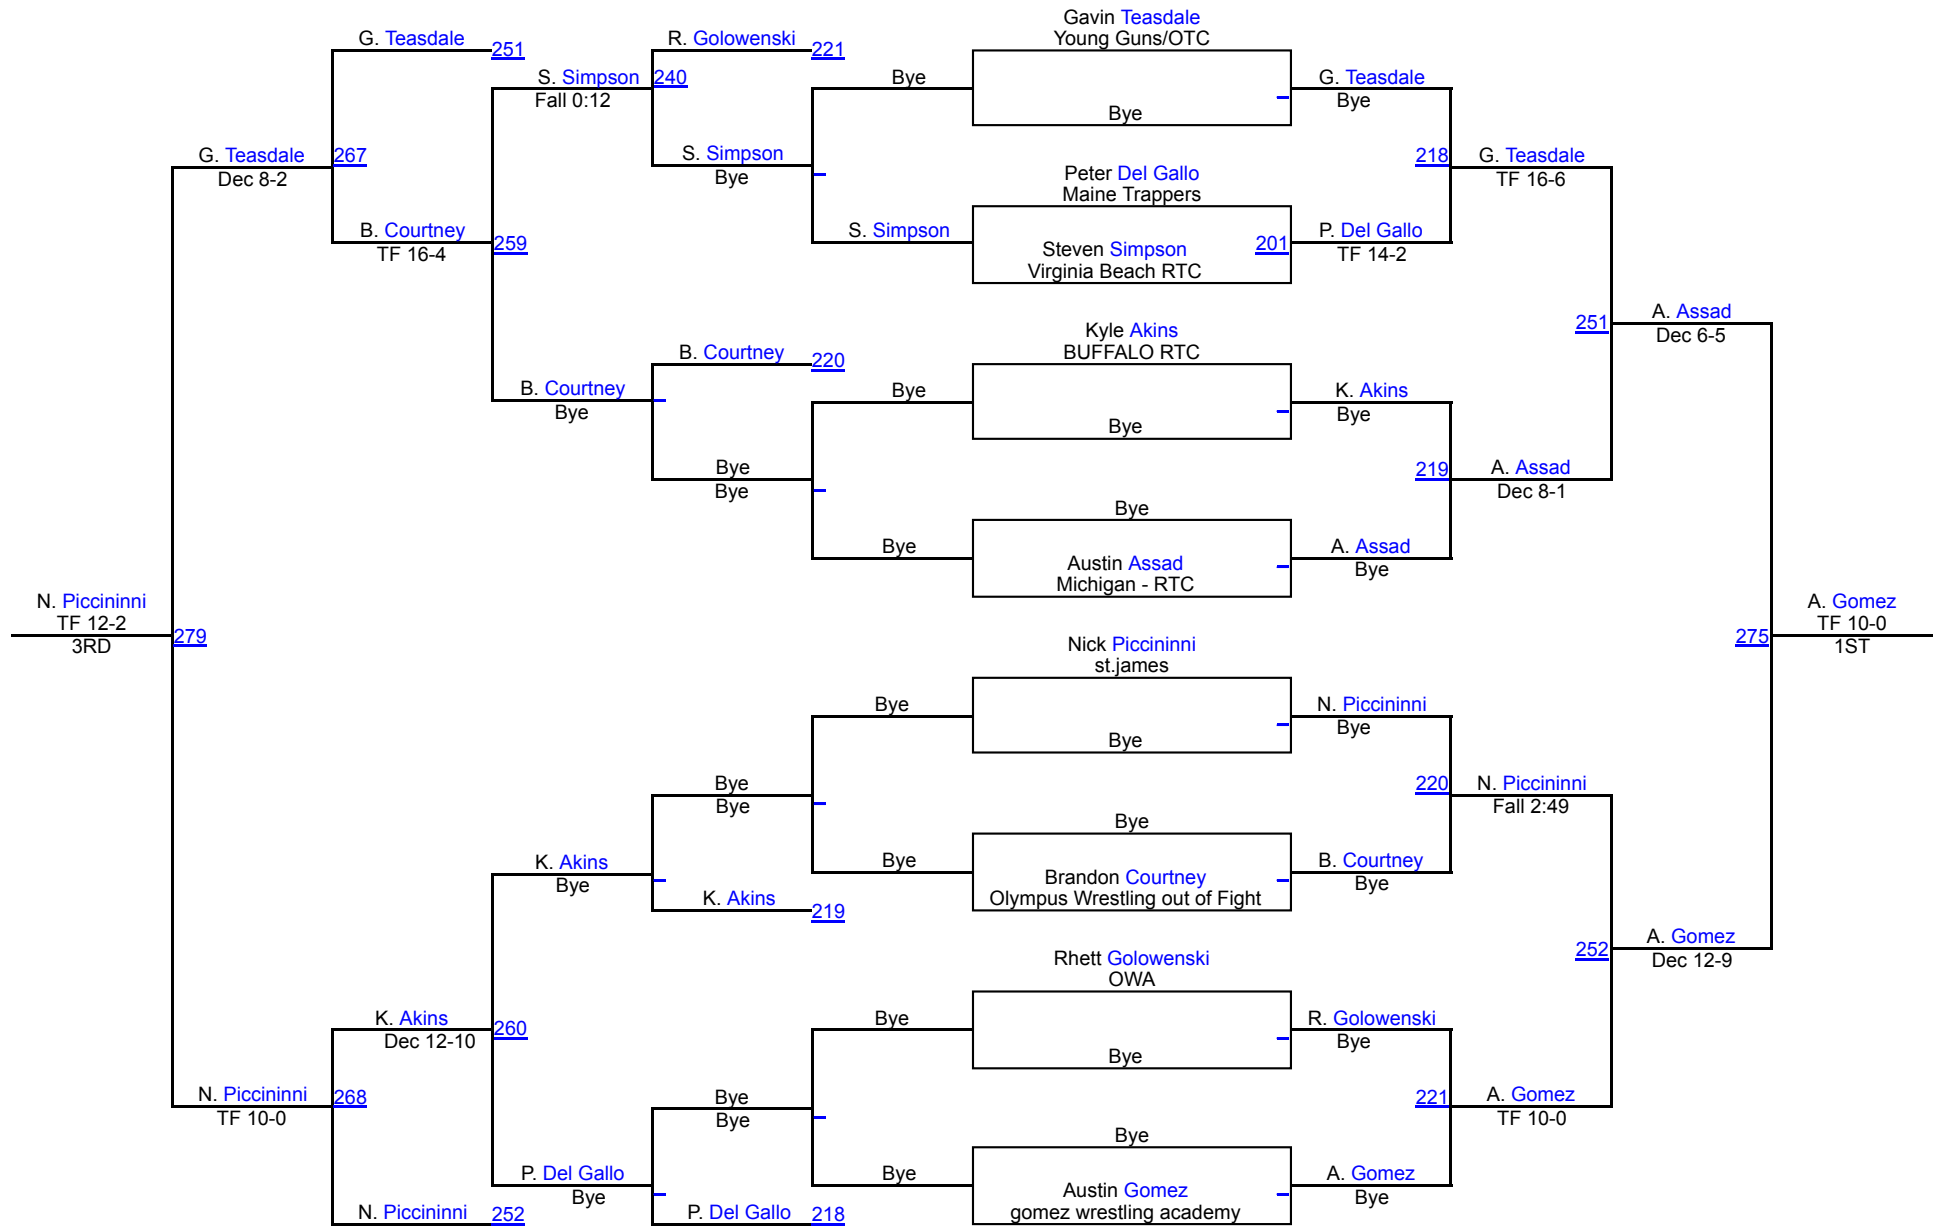 Gavin Teasdale
Young Guns/OTC
G. Teasdale
251
R. Golowenski
221
S. Simpson
240
Fall 0:12
Bye
Bye
G. Teasdale
Bye
G. Teasdale
267
Dec 8-2
S. Simpson
Bye
218
G. Teasdale
TF 16-6
Peter Del Gallo
Maine Trappers
B. Courtney
259
TF 16-4
S. Simpson
Steven Simpson
201
Virginia Beach RTC
P. Del Gallo
TF 14-2
251
A. Assad
Dec 6-5
Kyle Akins
BUFFALO RTC
B. Courtney
220
B. Courtney
Bye
Bye
Bye
K. Akins
Bye
Bye
Bye
219
A. Assad
Dec 8-1
Bye
Bye
Austin Assad
Michigan - RTC
A. Assad
Bye
N. Piccininni
TF 12-2
3RD
279
275
A. Gomez
TF 10-0
1ST
Nick Piccininni
st.james
Bye
Bye
N. Piccininni
Bye
Bye
Bye
220
N. Piccininni
Fall 2:49
Bye
K. Akins
Bye
Bye
Brandon Courtney
Olympus Wrestling out of Fight
B. Courtney
Bye
K. Akins
219
252
A. Gomez
Dec 12-9
Rhett Golowenski
OWA
K. Akins
260
Dec 12-10
Bye
Bye
R. Golowenski
Bye
N. Piccininni
268
TF 10-0
Bye
Bye
221
A. Gomez
TF 10-0
Bye
P. Del Gallo
Bye
Bye
Austin Gomez
gomez wrestling academy
A. Gomez
Bye
N. Piccininni
252
P. Del Gallo
218